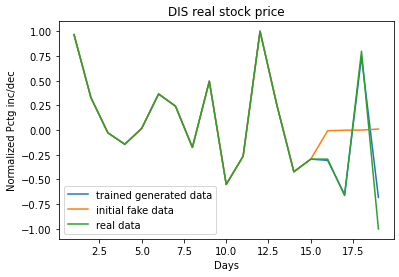 DIS real stock price
Normalized Pctg inc/dec
1.00
0.75
0.50
0.25
0.00
−0.25
−0.50
−0.75
−1.00
trained generated data
initial fake data
real data
2.5 5.0 7.5 10.0 12.5 15.0 17.5
Days